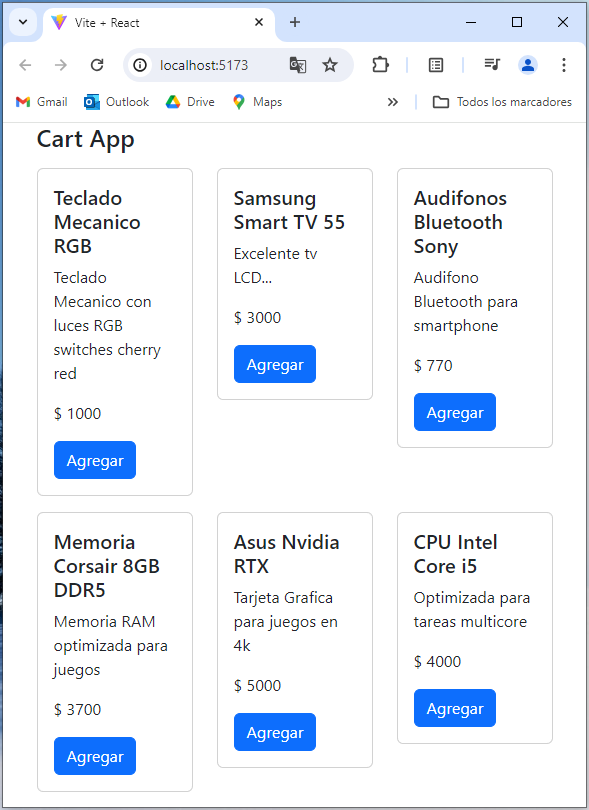 Vite + React
localhost:5173
Gmail
Outlook
Drive
Maps
Todos los marcadores
Cart App
Teclado
Mecanico
RGB
Teclado
Mecanico con
luces RGB
switches cherry
red
$ 1000
Agregar
Samsung
Smart TV 55
Excelente tv
LCD...
$ 3000
Agregar
Audifonos
Bluetooth
Sony
Audifono
Bluetooth para
smartphone
$ 770
Agregar
Memoria
Corsair 8GB
DDR5
Memoria RAM
optimizada para
juegos
$ 3700
Agregar
Asus Nvidia
RTX
Tarjeta Grafica
para juegos en
4k
$ 5000
Agregar
CPU Intel
Core i5
Optimizada para
tareas multicore
$ 4000
Agregar